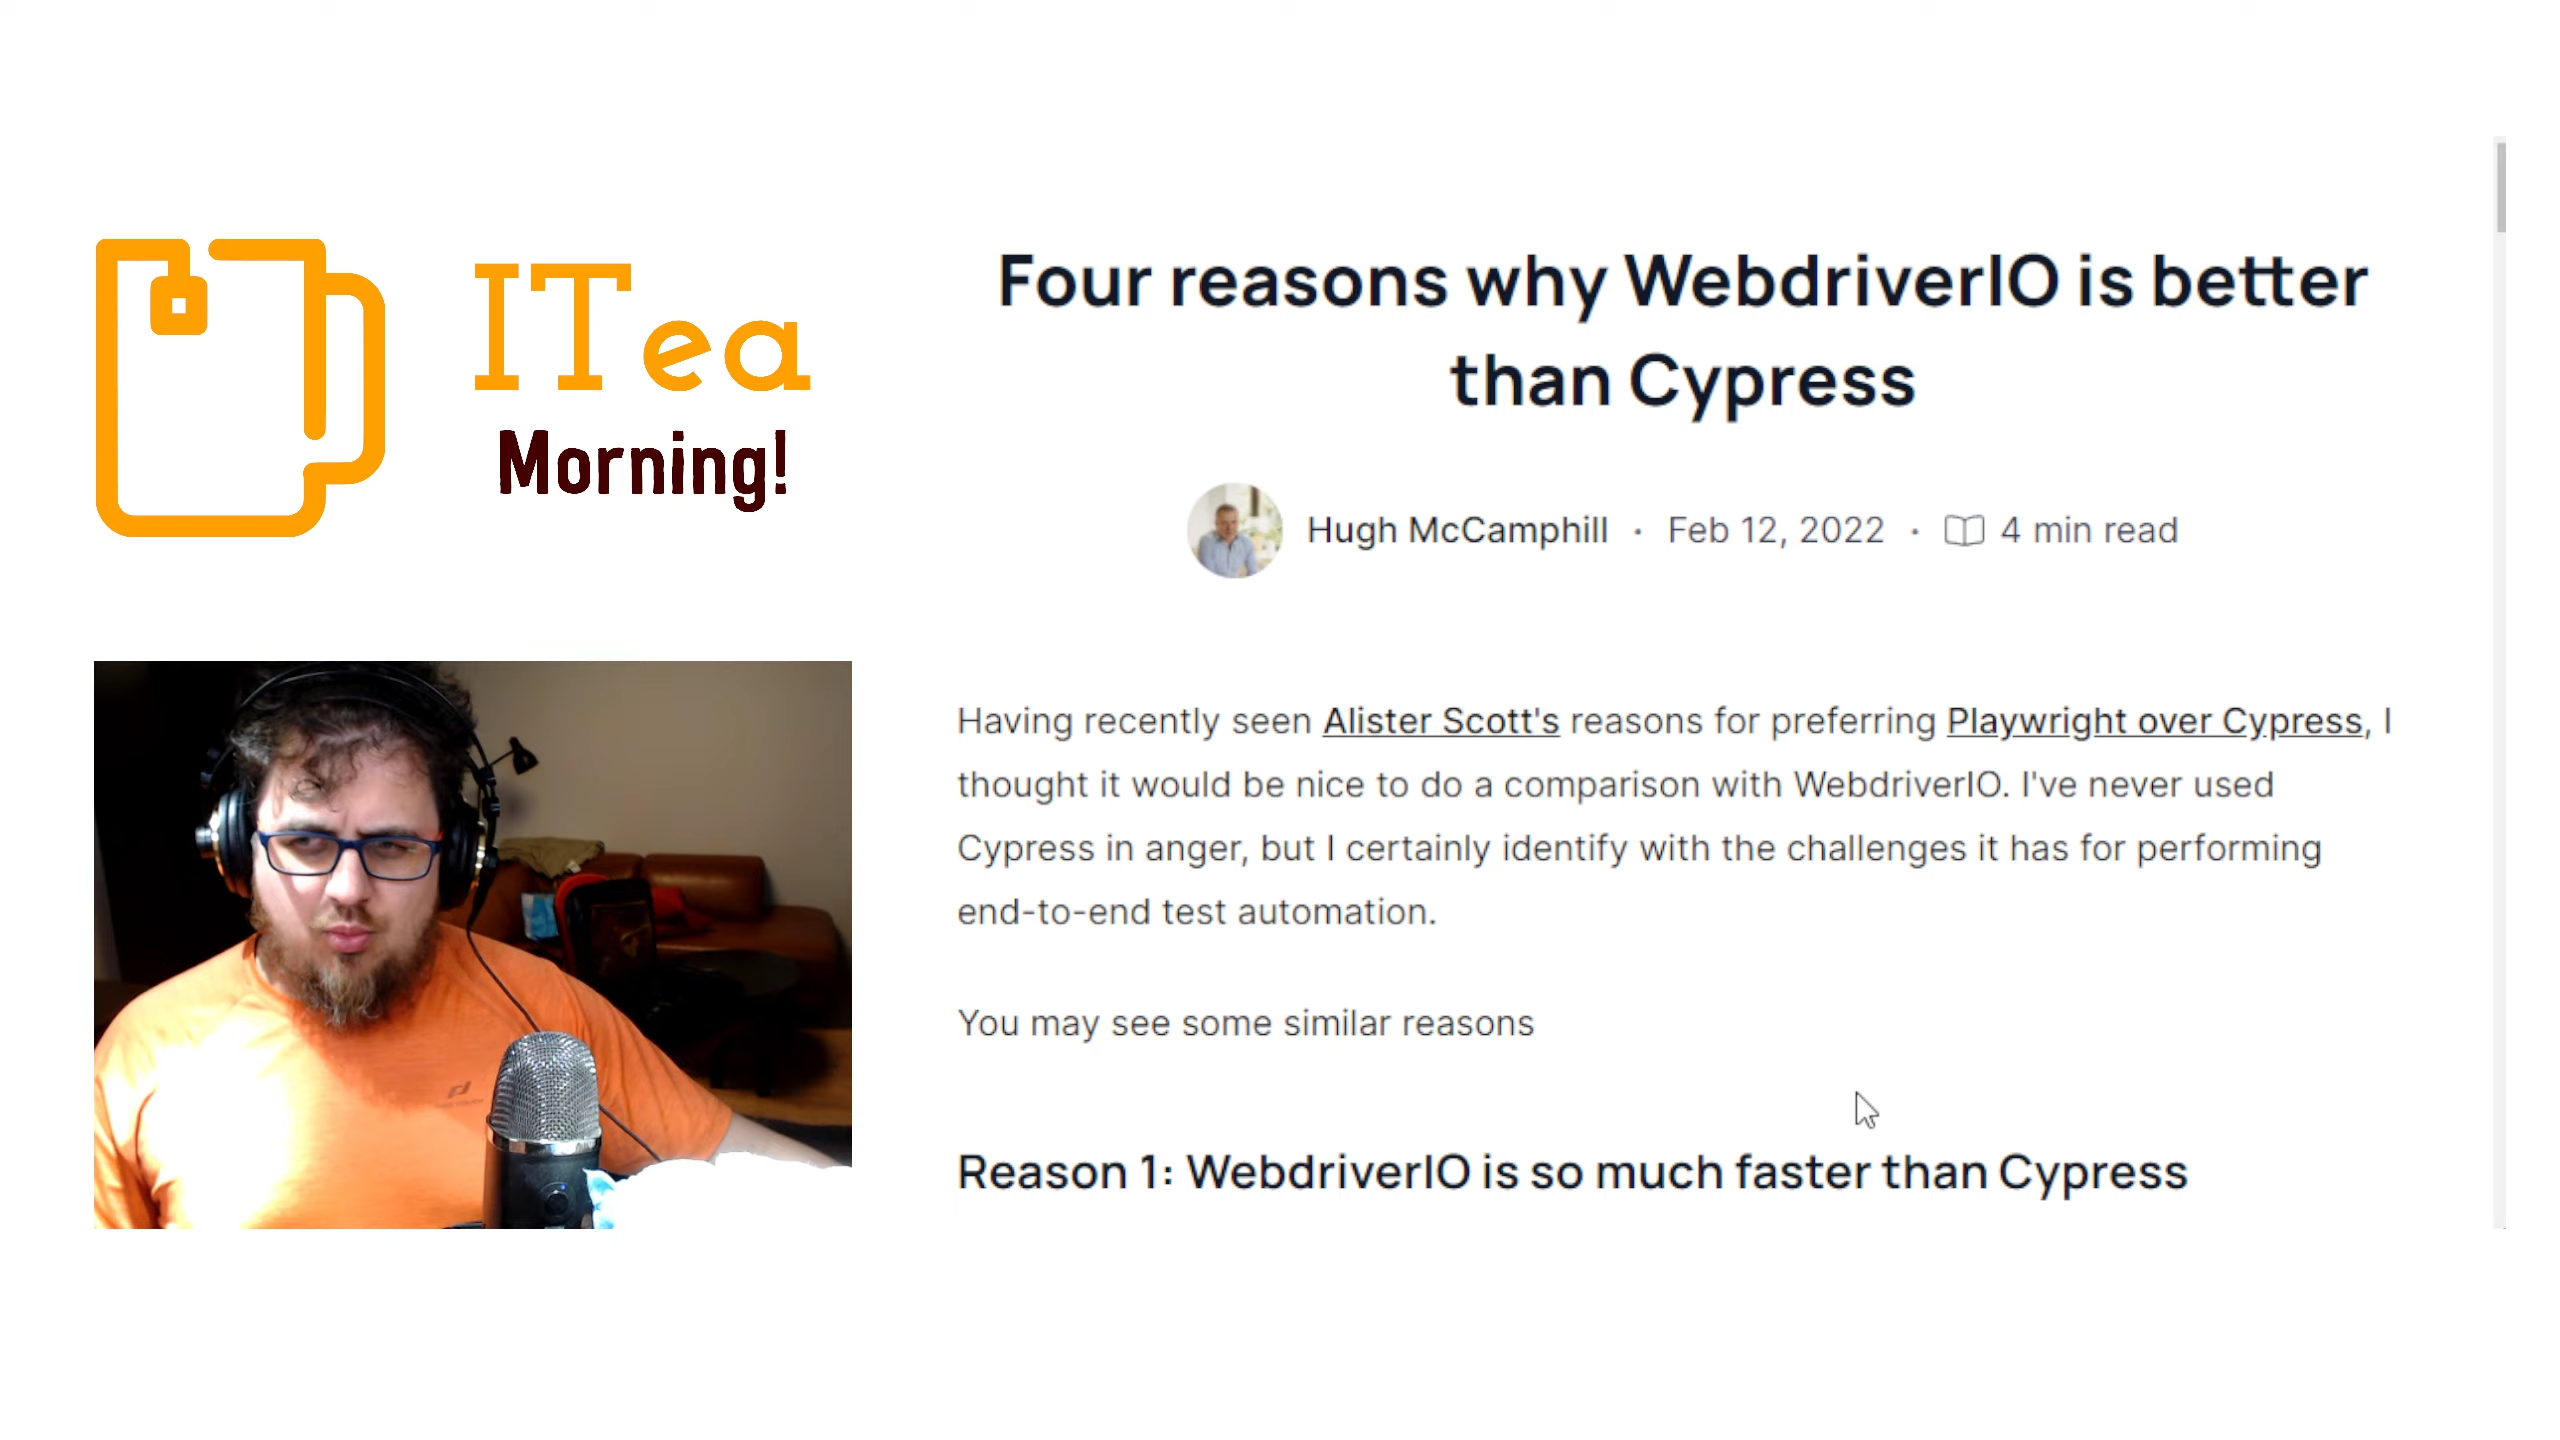 ITea
Morning!
Four reasons why WebdriverIO is better
than Cypress
Hugh McCamphill · Feb 12, 2022 · 4 min read
Having recently seen Alister Scott's reasons for preferring Playwright over Cypress, I
thought it would be nice to do a comparison with WebdriverIO. I've never used
Cypress in anger, but I certainly identify with the challenges it has for performing
end-to-end test automation.
You may see some similar reasons
Reason 1: WebdriverIO is so much faster than Cypress